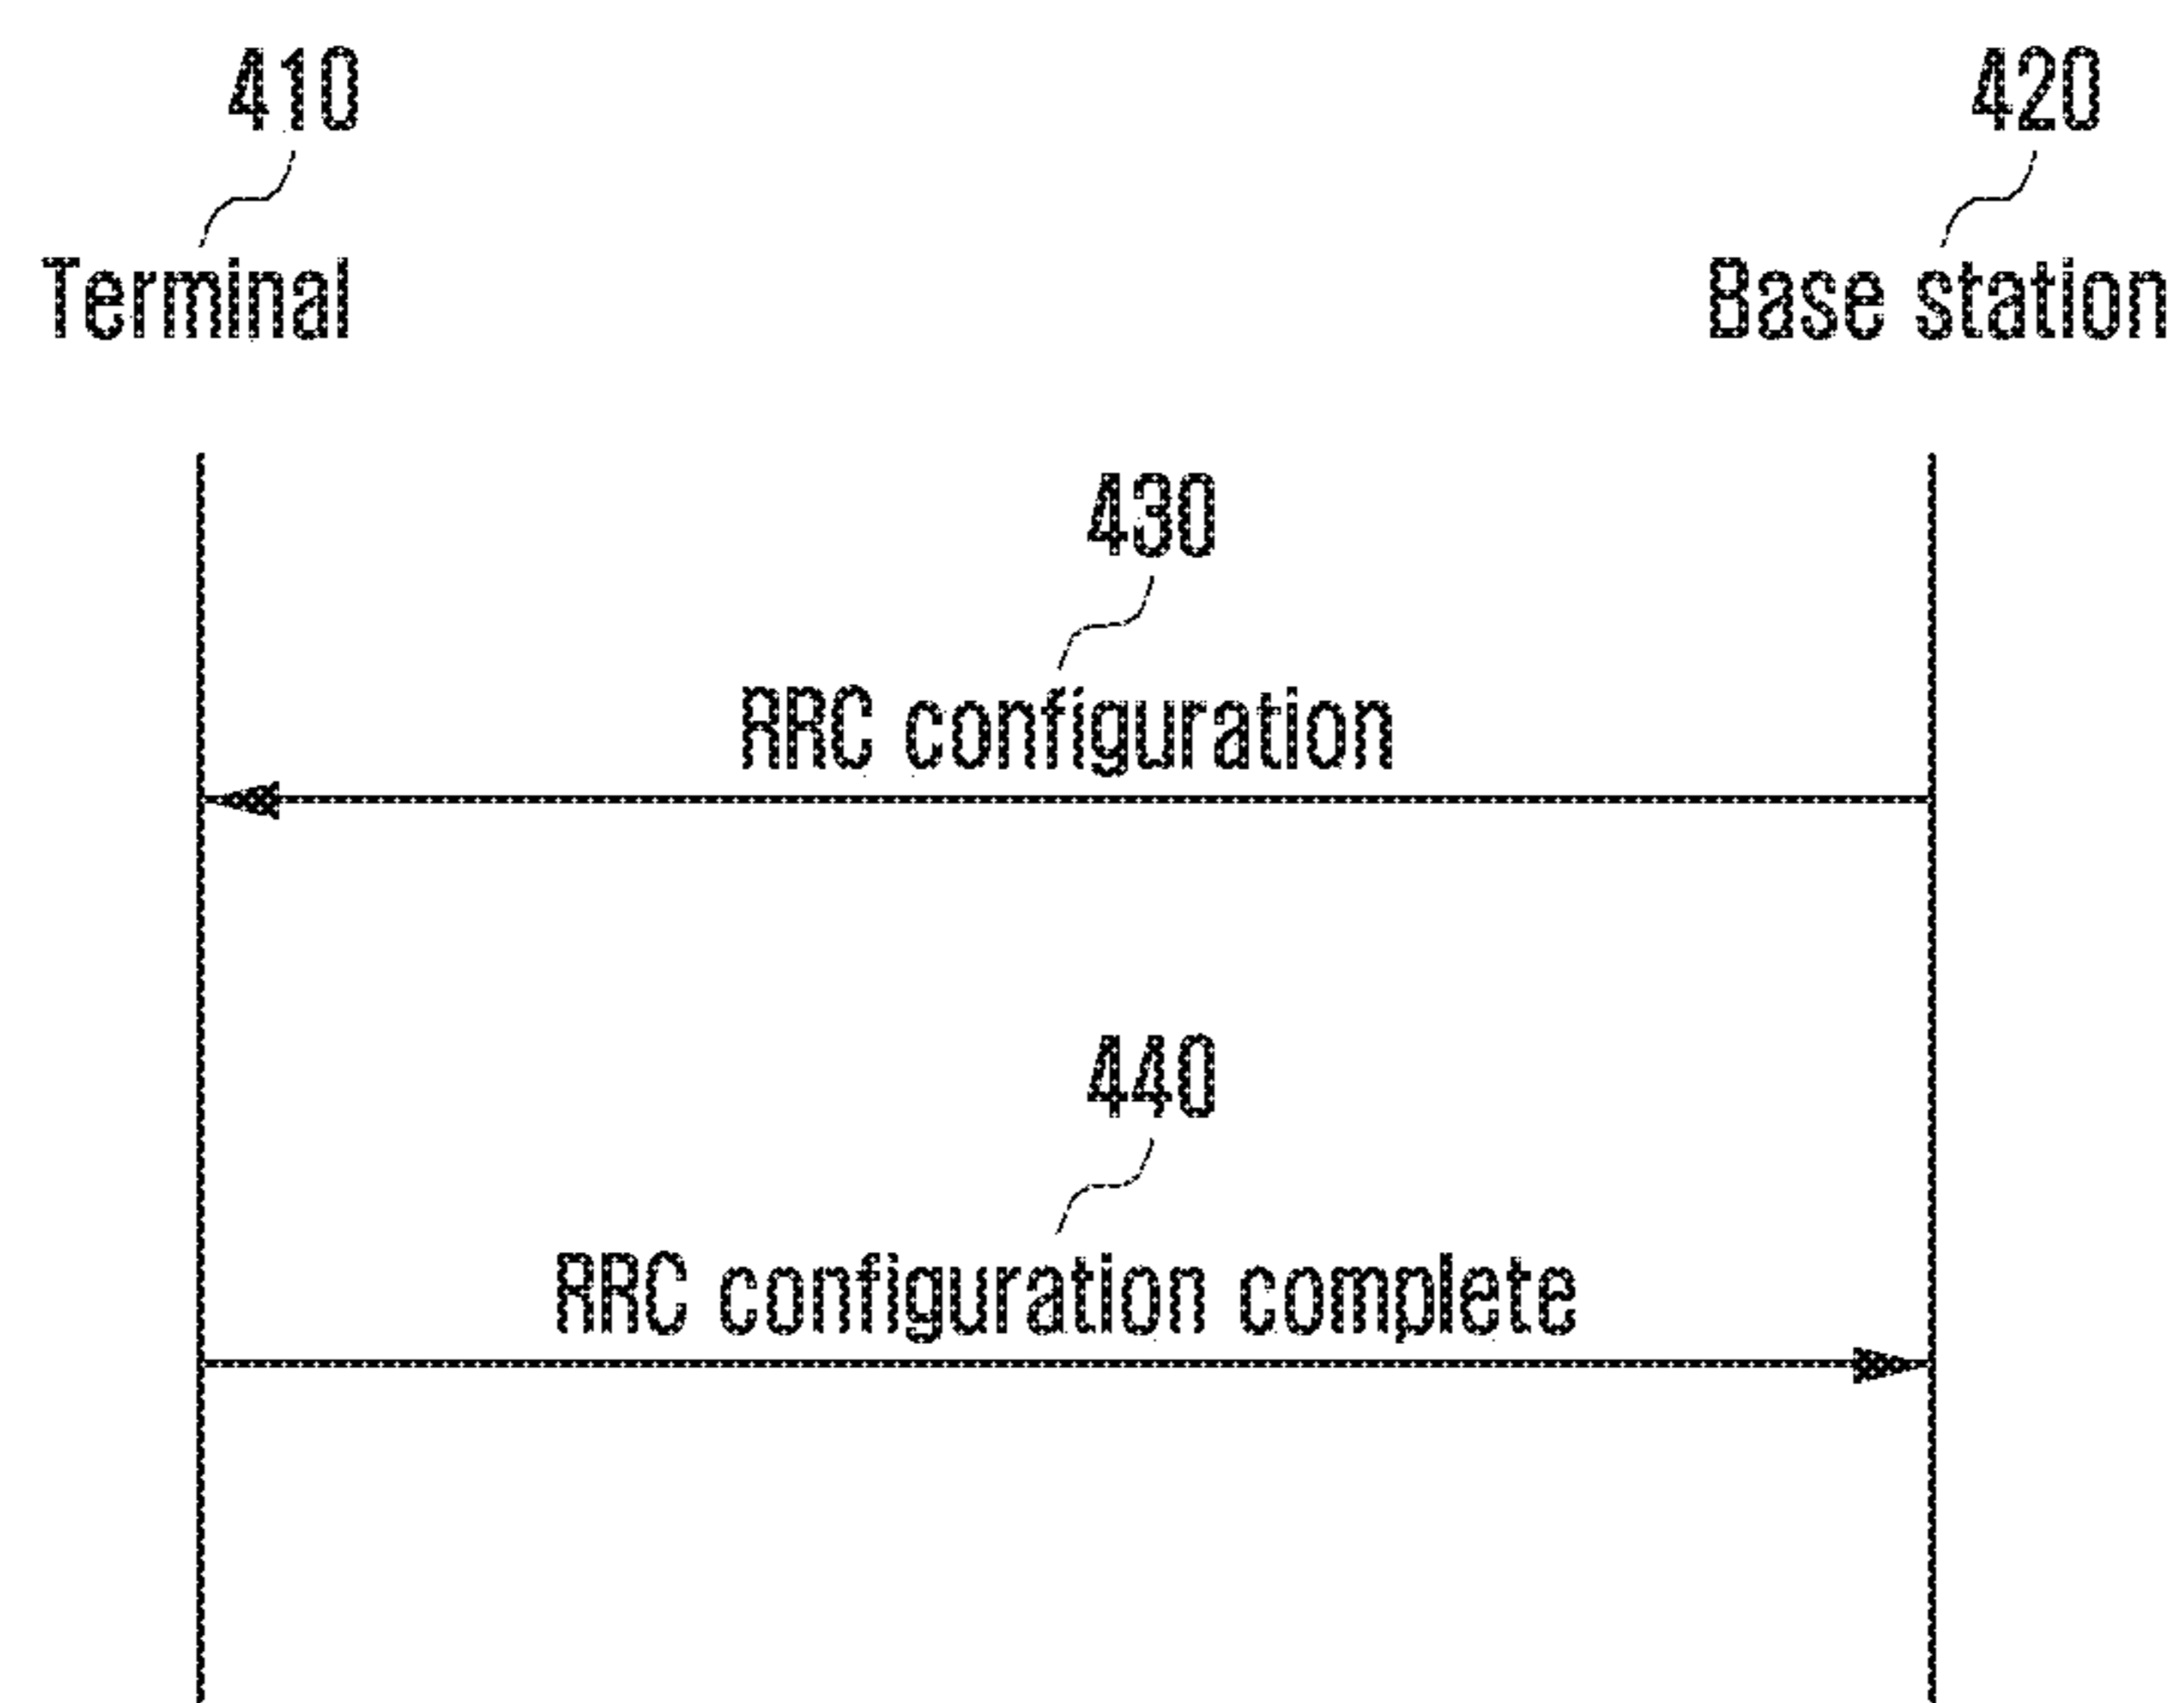 410
420
Terminal
Base station
430
RRC configuration
440
RRC configuration complete